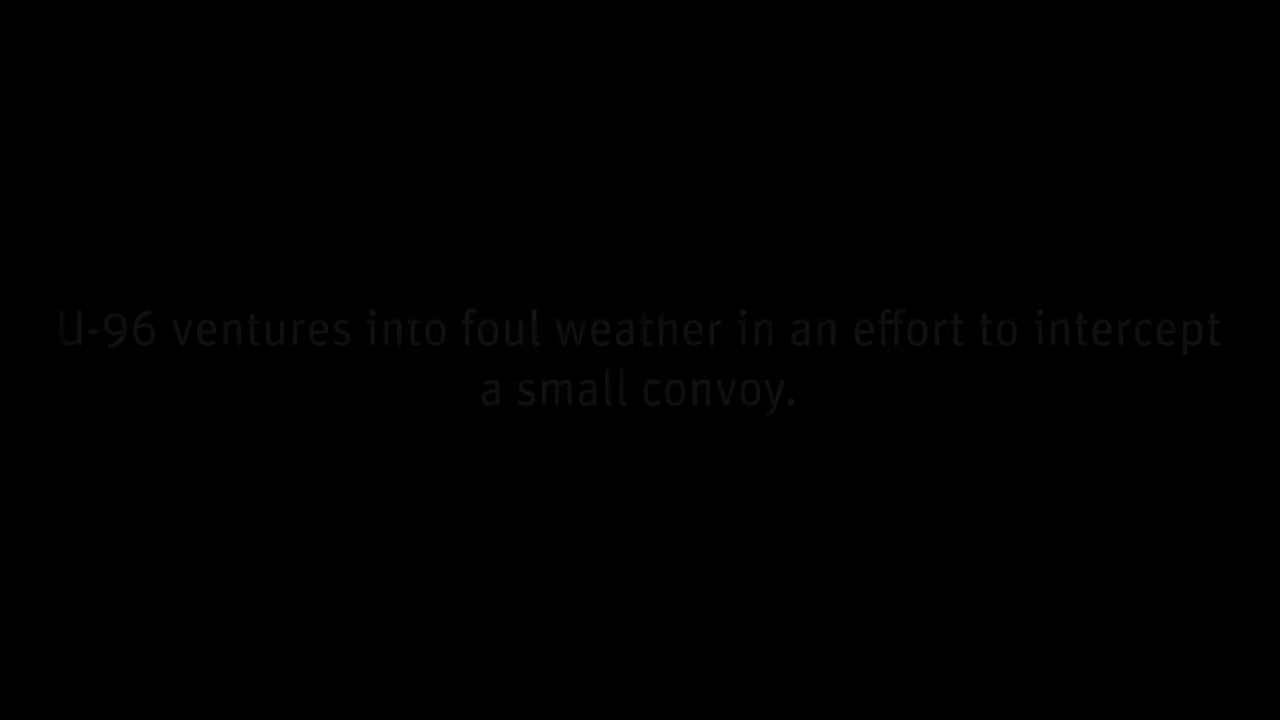 U-96 ventures into foul weather in an effort to intercept
a small convoy.